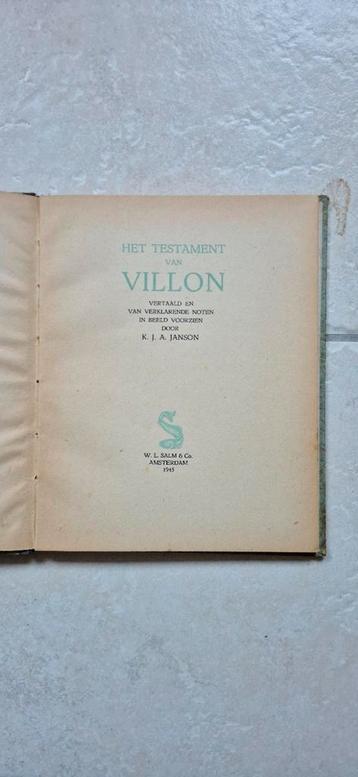 HET TESTAMENT
VAN
VILLON
VERTAALD EN
VAN VERKLARENDE NOTEN
IN BEELD VOORZIEN
DOOR
K. J. A. JANSON
W. L. SALM & Co.
AMSTERDAM
1945